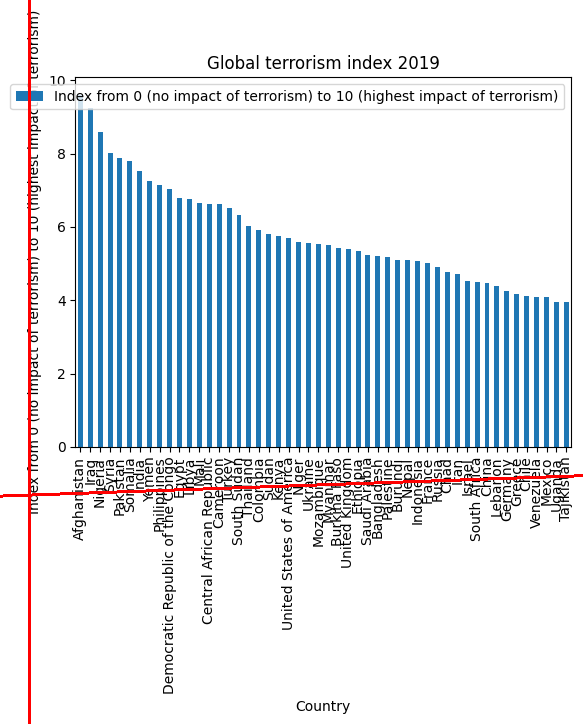 Global terrorism index 2019
Index from 0 (no impact of terrorism) to 10 (highest impact of terrorism)
Index from 0 (no impact of terrorism) to 10 (highest impact of terrorism)
10
8
6
4
2
0
Afghanistan
Iraq
Nigeria
Syria
Pakistan
Somalia
India
Yemen
Philippines
Democratic Republic of the Congo
Egypt
Libya
Mali
Central African Republic
Cameroon
Turkey
South Sudan
Thailand
Colombia
Sudan
Kenya
United States of America
Niger
Ukraine
Mozambique
Myanmar
Burkina Faso
United Kingdom
Ethiopia
Saudi Arabia
Bangladesh
Palestine
Burundi
Nepal
Indonesia
France
Russia
Chad
Iran
Israel
South Africa
China
Lebanon
Germany
Greece
Chile
Venezuela
Mexico
Uganda
Tajikistan
Country